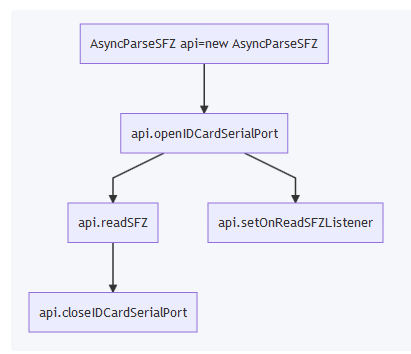 AsyncParseSFZ api=new AsyncParseSFZ
api.openIDCardSerialPort
api.readSFZ
api.setOnReadSFZListener
api.closeIDCardSerialPort